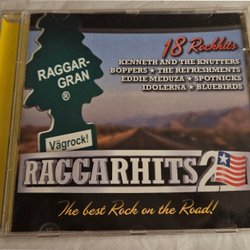 18 Rockhits
KENNETH AND THE KNUTTERS
BOPPERS ★ THE REFRESHMENTS
EDDIE MEDUZA ★ SPOTNICKS
IDOLERNA ★ BLUEBIRDS
RAGGAR-
GRAN
®
Vägrock!
RAGGARHITS 2
The best Rock on the Road!